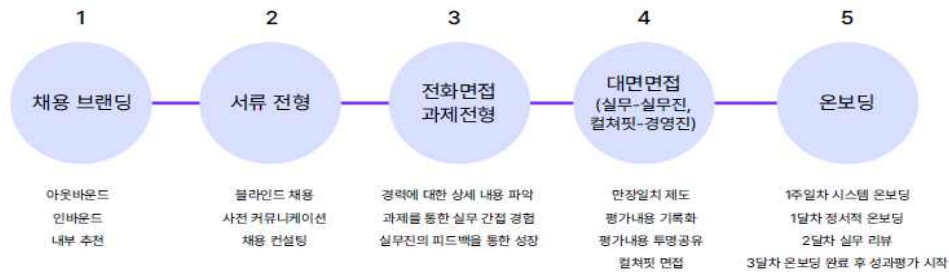 1
채용 브랜딩
아웃바운드
인바운드
내부 추천
2
서류 전형
블라인드 채용
사전 커뮤니케이션
채용 컨설팅
3
전화면접
과제전형
경력에 대한 상세 내용 파악
과제를 통한 실무 간접 경험
실무진의 피드백을 통한 성장
4
대면면접
(실무-실무진,
컬쳐핏-경영진)
만장일치 제도
평가내용 기록화
평가내용 투명공유
컬쳐핏 면접
5
온보딩
1주일차 시스템 온보딩
1달차 정서적 온보딩
2달차 실무 리뷰
3달차 온보딩 완료 후 성과평가 시작